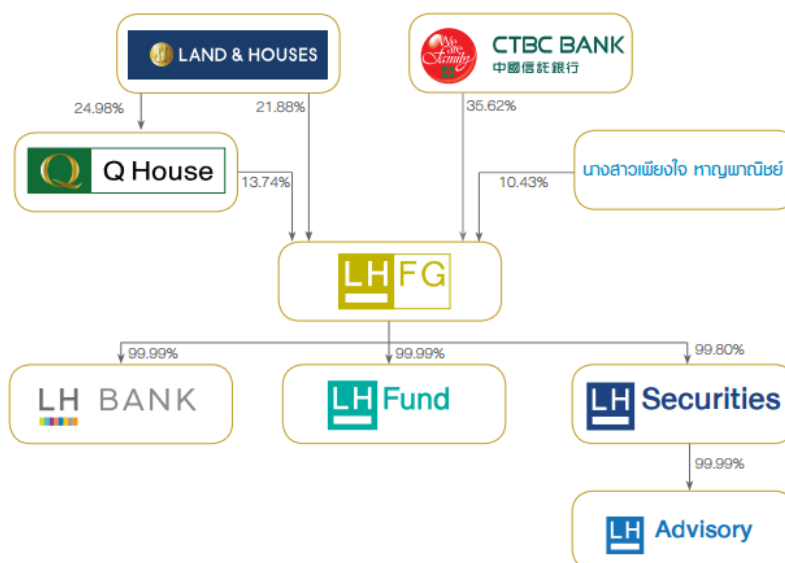 LAND & HOUSES
We are Family
CTBC BANK
中國信託銀行
24.98%
21.88%
35.62%
Q Q House
13.74%
10.43%
นางสาวเพียงใจ หาญพาณิชย์
LH FG
99.99%
99.99%
99.80%
LH BANK
LH Fund
LH Securities
99.99%
LH Advisory